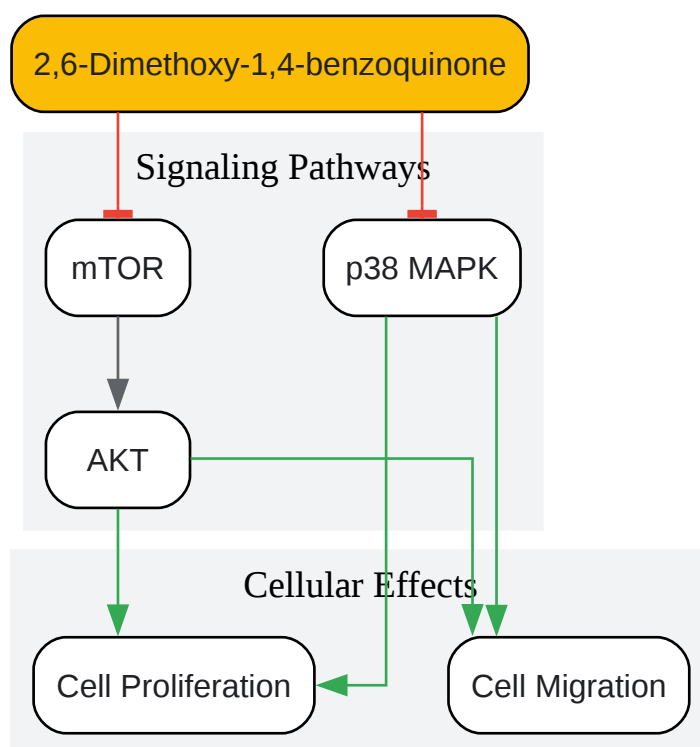 2,6-Dimethoxy-1,4-benzoquinone
Signaling Pathways
mTOR
p38 MAPK
AKT
Cellular Effects
Cell Proliferation
Cell Migration